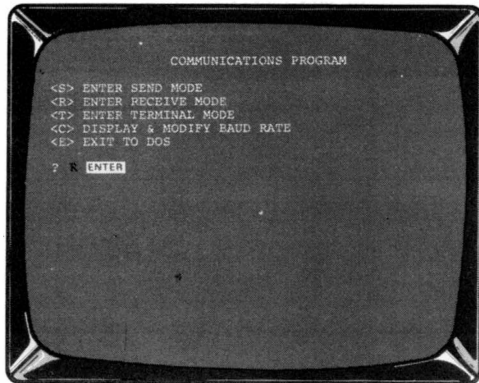 COMMUNICATIONS PROGRAM
<S> ENTER SEND MODE
<R> ENTER RECEIVE MODE
<T> ENTER TERMINAL MODE
<C> DISPLAY & MODIFY BAUD RATE
<E> EXIT TO DOS
? R ENTER